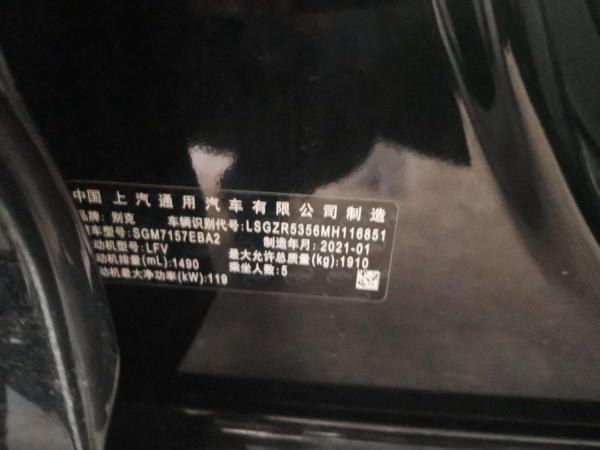 中国 上汽通用汽车有限公司制造
品牌: 别克 车辆识别代号: LSGZR5356MH116851
车型号: SGM7157EBA2 制造年月: 2021-01
动机型号: LFV 最大允许总质量(kg): 1910
动机排量(mL): 1490 乘坐人数: 5
动机最大净功率(kW): 119